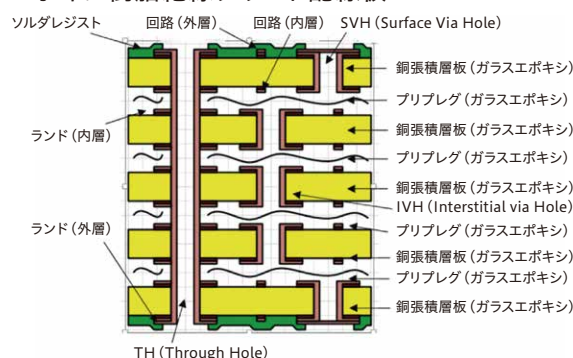 ソルダレジスト
回路（外層）
回路（内層）
SVH（Surface Via Hole）
銅張積層板（ガラスエポキシ）
プリプレグ（ガラスエポキシ）
ランド（内層）
銅張積層板（ガラスエポキシ）
プリプレグ（ガラスエポキシ）
銅張積層板（ガラスエポキシ）
IVH（Interstitial via Hole）
ランド（外層）
プリプレグ（ガラスエポキシ）
銅張積層板（ガラスエポキシ）
プリプレグ（ガラスエポキシ）
銅張積層板（ガラスエポキシ）
TH（Through Hole）